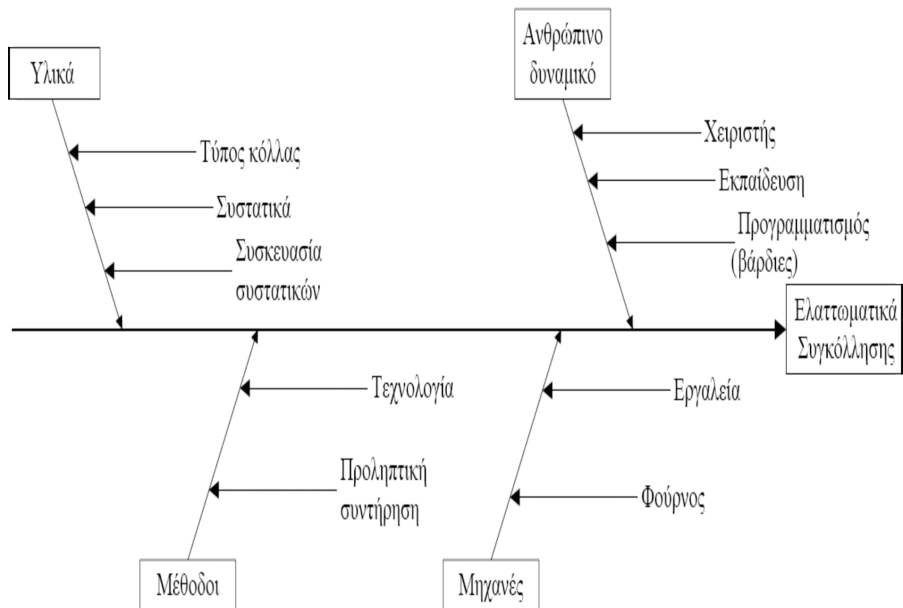 Υλικά
Τύπος κόλλας
Συστατικά
Συσκευασία
συστατικών
Ανθρώπινο
δυναμικό
Χειριστής
Εκπαίδευση
Προγραμματισμός
(βάρδιες)
Ελαττωματικά
Συγκόλλησης
Τεχνολογία
Προληπτική
συντήρηση
Μέθοδοι
Εργαλεία
Φούρνος
Μηχανές